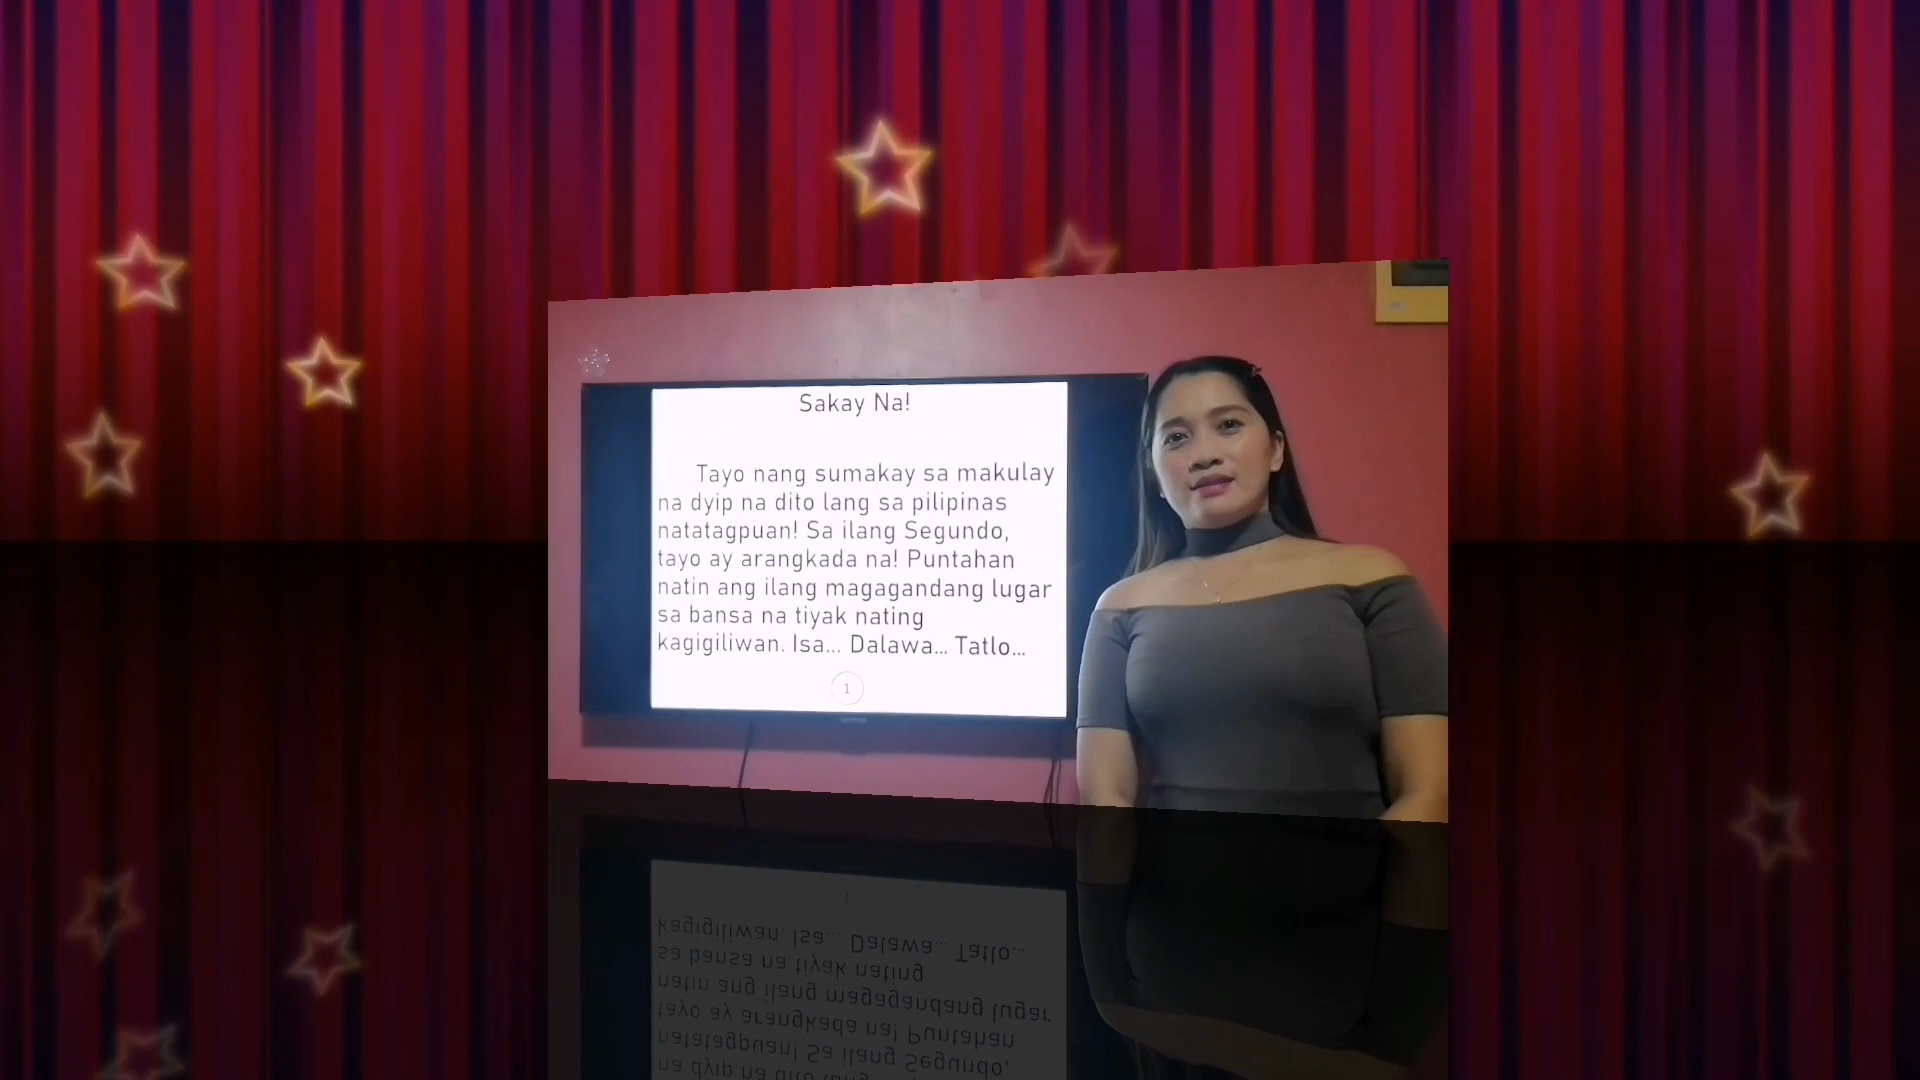 Sakay Na!
Tayo nang sumakay sa makulay
na dyip na dito lang sa pilipinas
natatagpuan! Sa ilang Segundo,
tayo ay arangkada na! Puntahan
natin ang ilang magagandang lugar
sa bansa na tiyak nating
kagigiliwan. Isa... Dalawa... Tatlo...
1